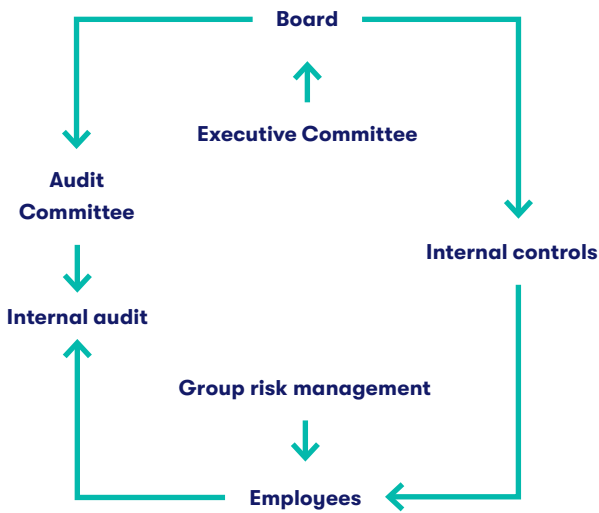 Board
Executive Committee
Audit
Committee
Internal controls
Internal audit
Group risk management
Employees